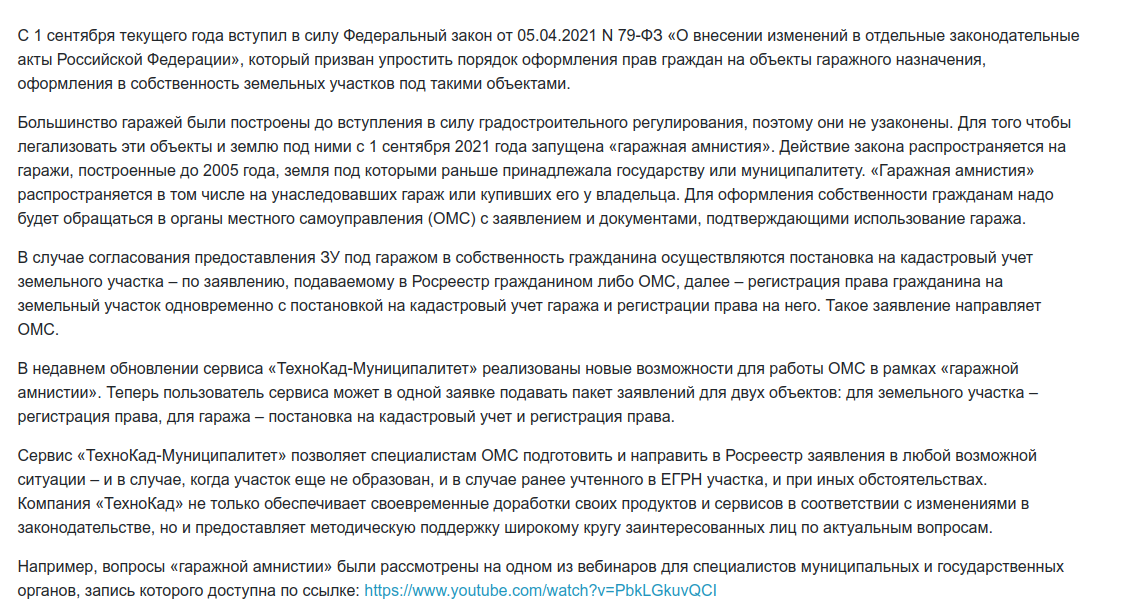 С 1 сентября текущего года вступил в силу Федеральный закон от 05.04.2021 N 79-ФЗ «О внесении изменений в отдельные законодательные
акты Российской Федерации», который призван упростить порядок оформления прав граждан на объекты гаражного назначения,
оформления в собственность земельных участков под такими объектами.
Большинство гаражей были построены до вступления в силу градостроительного регулирования, поэтому они не узаконены. Для того чтобы
легализовать эти объекты и землю под ними с 1 сентября 2021 года запущена «гаражная амнистия». Действие закона распространяется на
гаражи, построенные до 2005 года, земля под которыми раньше принадлежала государству или муниципалитету. «Гаражная амнистия»
распространяется в том числе на унаследовавших гараж или купивших его у владельца. Для оформления собственности гражданам надо
будет обращаться в органы местного самоуправления (ОМС) с заявлением и документами, подтверждающими использование гаража.
В случае согласования предоставления ЗУ под гаражом в собственность гражданина осуществляются постановка на кадастровый учет
земельного участка – по заявлению, подаваемому в Росреестр гражданином либо ОМС, далее – регистрация права гражданина на
земельный участок одновременно с постановкой на кадастровый учет гаража и регистрации права на него. Такое заявление направляет
ОМС.
В недавнем обновлении сервиса «ТехноКад-Муниципалитет» реализованы новые возможности для работы ОМС в рамках «гаражной
амнистии». Теперь пользователь сервиса может в одной заявке подавать пакет заявлений для двух объектов: для земельного участка –
регистрация права, для гаража – постановка на кадастровый учет и регистрация права.
Сервис «ТехноКад-Муниципалитет» позволяет специалистам ОМС подготовить и направить в Росреестр заявления в любой возможной
ситуации – и в случае, когда участок еще не образован, и в случае ранее учтенного в ЕГРН участка, и при иных обстоятельствах.
Компания «ТехноКад» не только обеспечивает своевременные доработки своих продуктов и сервисов в соответствии с изменениями в
законодательстве, но и предоставляет методическую поддержку широкому кругу заинтересованных лиц по актуальным вопросам.
Например, вопросы «гаражной амнистии» были рассмотрены на одном из вебинаров для специалистов муниципальных и государственных
органов, запись которого доступна по ссылке: https://www.youtube.com/watch?v=PbkLGkuvQCI